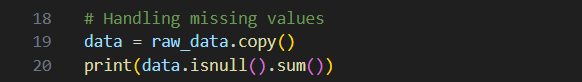 18 # Handling missing values
19 data = raw_data.copy()
20 print(data.isnull().sum())